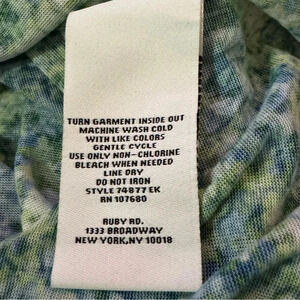 TURN GARMENT INSIDE OUT
MACHINE WASH COLD
WITH LIKE COLORS
GENTLE CYCLE
USE ONLY NON-CHLORINE
BLEACH WHEN NEEDED
LINE DRY
DO NOT IRON
STYLE 74877 EK
RN 107680
RUBY RD.
1333 BROADWAY
NEW YORK,NY 10018